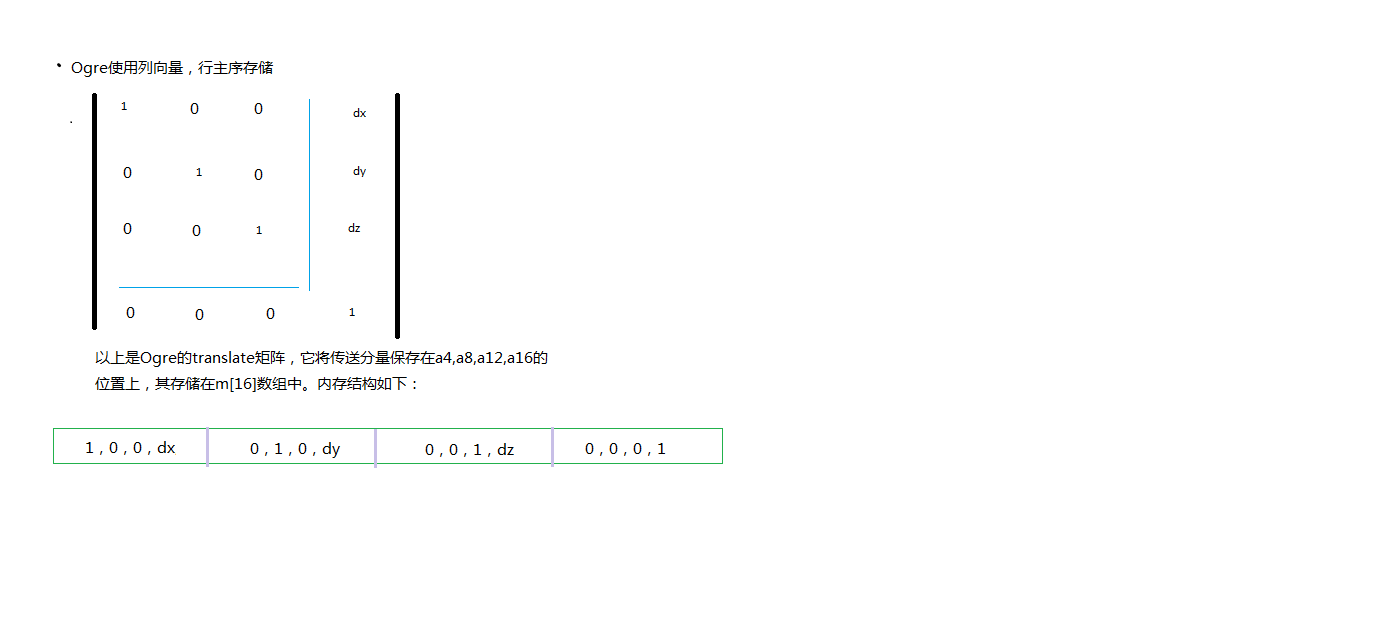 Ogre使用列向量，行主序存储
1 0 0 dx
0 1 0 dy
0 0 1 dz
0 0 0 1
以上是Ogre的translate矩阵，它将传送分量保存在a4,a8,a12,a16的
位置上，其存储在m[16]数组中。内存结构如下：
1，0，0，dx 0，1，0，dy 0，0，1，dz 0，0，0，1